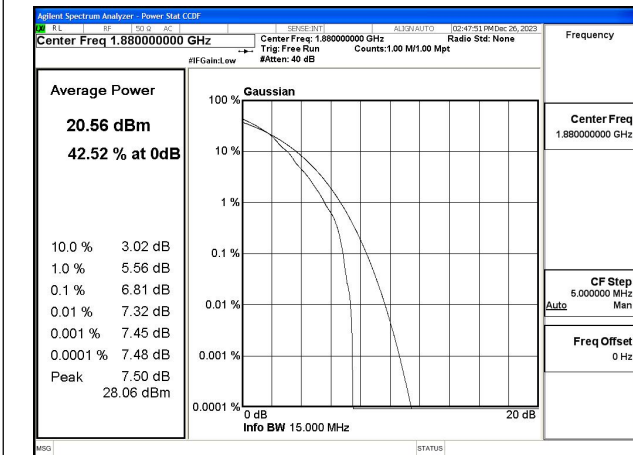 Agilent Spectrum Analyzer - Power Stat CCDF
LXI RL RF 50 Ω AC SENSE:INT ALIGN AUTO 02:47:51 PM Dec 26, 2023
Center Freq 1.880000000 GHz
Center Freq: 1.880000000 GHz Radio Std: None
Trig: Free Run Counts:1.00 M/1.00 Mpt
#IFGain:Low #Atten: 40 dB
Frequency
Average Power
20.56 dBm
42.52 % at 0dB
10.0 % 3.02 dB
1.0 % 5.56 dB
0.1 % 6.81 dB
0.01 % 7.32 dB
0.001 % 7.45 dB
0.0001 % 7.48 dB
Peak 7.50 dB
28.06 dBm
Gaussian
100 %
10 %
1 %
0.1 %
0.01 %
0.001 %
0.0001 %
0 dB 20 dB
Info BW 15.000 MHz
Center Freq
1.880000000 GHz
CF Step
5.000000 MHz
Auto Man
Freq Offset
0 Hz
MSG STATUS